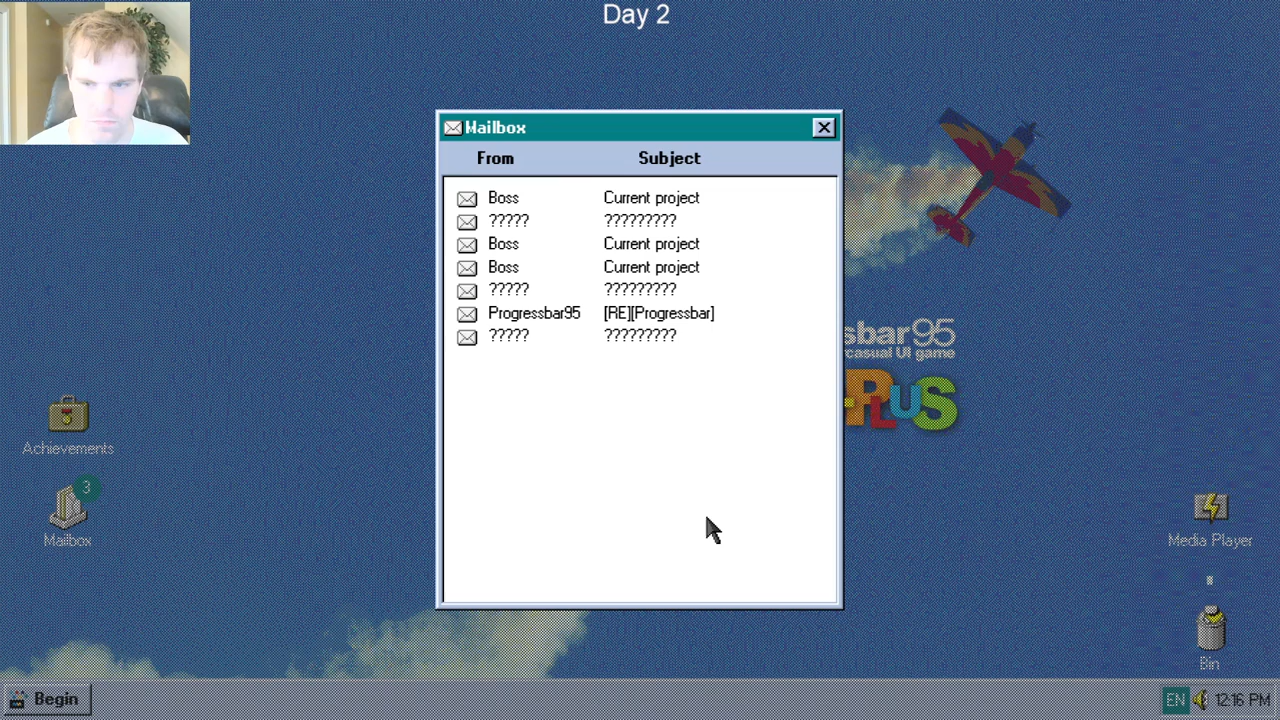 Day 2
Mailbox
From Subject
Boss Current project
????? ?????????
Boss Current project
Boss Current project
????? ?????????
Progressbar95 [RE][Progressbar]
????? ?????????
sbar95
casual UI game
PLUS
Achievements
3
Mailbox
Media Player
Bin
Begin
EN 12:16 PM